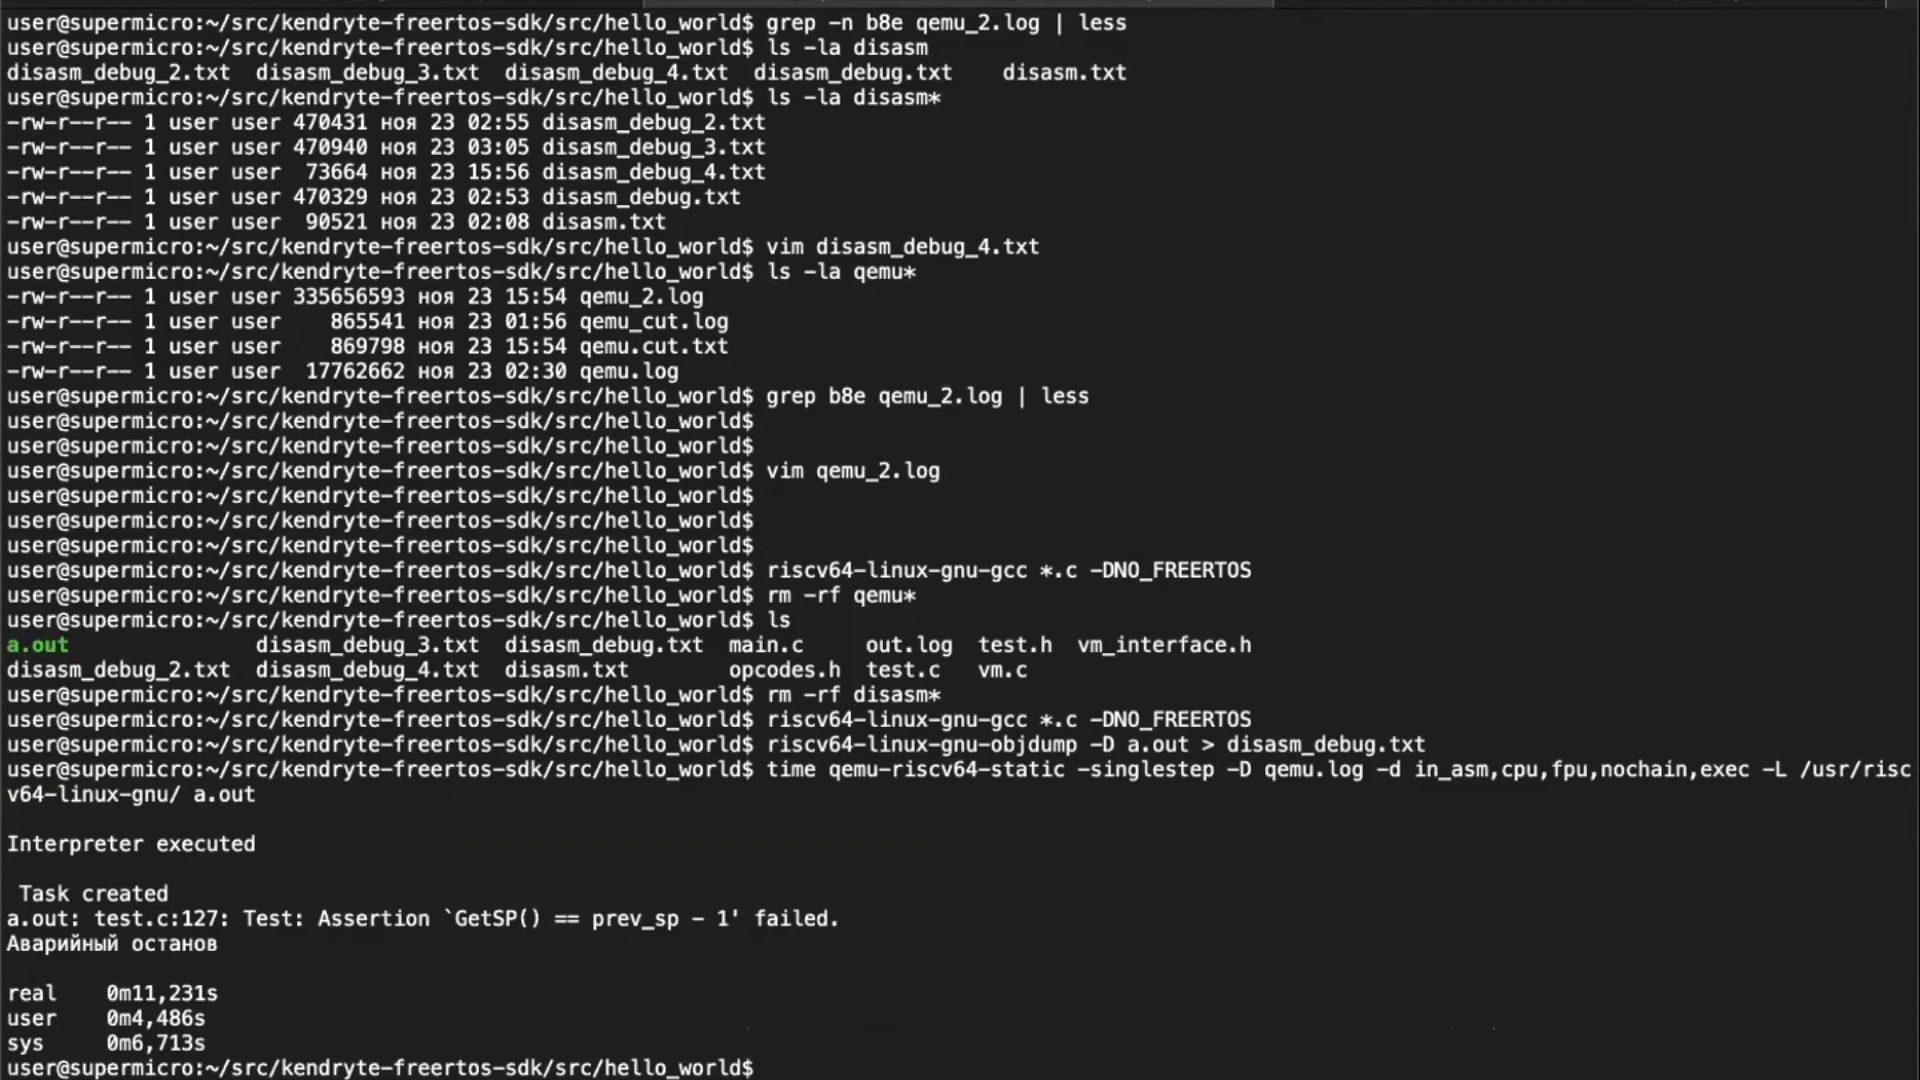 user@supermicro:~/src/kendryte-freertos-sdk/src/hello_world$ grep -n b8e qemu_2.log | less
user@supermicro:~/src/kendryte-freertos-sdk/src/hello_world$ ls -la disasm
disasm_debug_2.txt  disasm_debug_3.txt  disasm_debug_4.txt  disasm_debug.txt    disasm.txt
user@supermicro:~/src/kendryte-freertos-sdk/src/hello_world$ ls -la disasm*
-rw-r--r-- 1 user user 470431 ноя 23 02:55 disasm_debug_2.txt
-rw-r--r-- 1 user user 470940 ноя 23 03:05 disasm_debug_3.txt
-rw-r--r-- 1 user user  73664 ноя 23 15:56 disasm_debug_4.txt
-rw-r--r-- 1 user user 470329 ноя 23 02:53 disasm_debug.txt
-rw-r--r-- 1 user user  90521 ноя 23 02:08 disasm.txt
user@supermicro:~/src/kendryte-freertos-sdk/src/hello_world$ vim disasm_debug_4.txt
user@supermicro:~/src/kendryte-freertos-sdk/src/hello_world$ ls -la qemu*
-rw-r--r-- 1 user user 335656593 ноя 23 15:54 qemu_2.log
-rw-r--r-- 1 user user    865541 ноя 23 01:56 qemu_cut.log
-rw-r--r-- 1 user user    869798 ноя 23 15:54 qemu.cut.txt
-rw-r--r-- 1 user user  17762662 ноя 23 02:30 qemu.log
user@supermicro:~/src/kendryte-freertos-sdk/src/hello_world$ grep b8e qemu_2.log | less
user@supermicro:~/src/kendryte-freertos-sdk/src/hello_world$
user@supermicro:~/src/kendryte-freertos-sdk/src/hello_world$
user@supermicro:~/src/kendryte-freertos-sdk/src/hello_world$ vim qemu_2.log
user@supermicro:~/src/kendryte-freertos-sdk/src/hello_world$
user@supermicro:~/src/kendryte-freertos-sdk/src/hello_world$
user@supermicro:~/src/kendryte-freertos-sdk/src/hello_world$
user@supermicro:~/src/kendryte-freertos-sdk/src/hello_world$ riscv64-linux-gnu-gcc *.c -DNO_FREERTOS
user@supermicro:~/src/kendryte-freertos-sdk/src/hello_world$ rm -rf qemu*
user@supermicro:~/src/kendryte-freertos-sdk/src/hello_world$ ls
a.out               disasm_debug_3.txt  disasm_debug.txt  main.c     out.log  test.h  vm_interface.h
disasm_debug_2.txt  disasm_debug_4.txt  disasm.txt        opcodes.h  test.c   vm.c
user@supermicro:~/src/kendryte-freertos-sdk/src/hello_world$ rm -rf disasm*
user@supermicro:~/src/kendryte-freertos-sdk/src/hello_world$ riscv64-linux-gnu-gcc *.c -DNO_FREERTOS
user@supermicro:~/src/kendryte-freertos-sdk/src/hello_world$ riscv64-linux-gnu-objdump -D a.out > disasm_debug.txt
user@supermicro:~/src/kendryte-freertos-sdk/src/hello_world$ time qemu-riscv64-static -singlestep -D qemu.log -d in_asm,cpu,fpu,nochain,exec -L /usr/risc
v64-linux-gnu/ a.out
Interpreter executed
Task created
a.out: test.c:127: Test: Assertion `GetSP() == prev_sp - 1' failed.
Аварийный останов
real    0m11,231s
user    0m4,486s
sys     0m6,713s
user@supermicro:~/src/kendryte-freertos-sdk/src/hello_world$